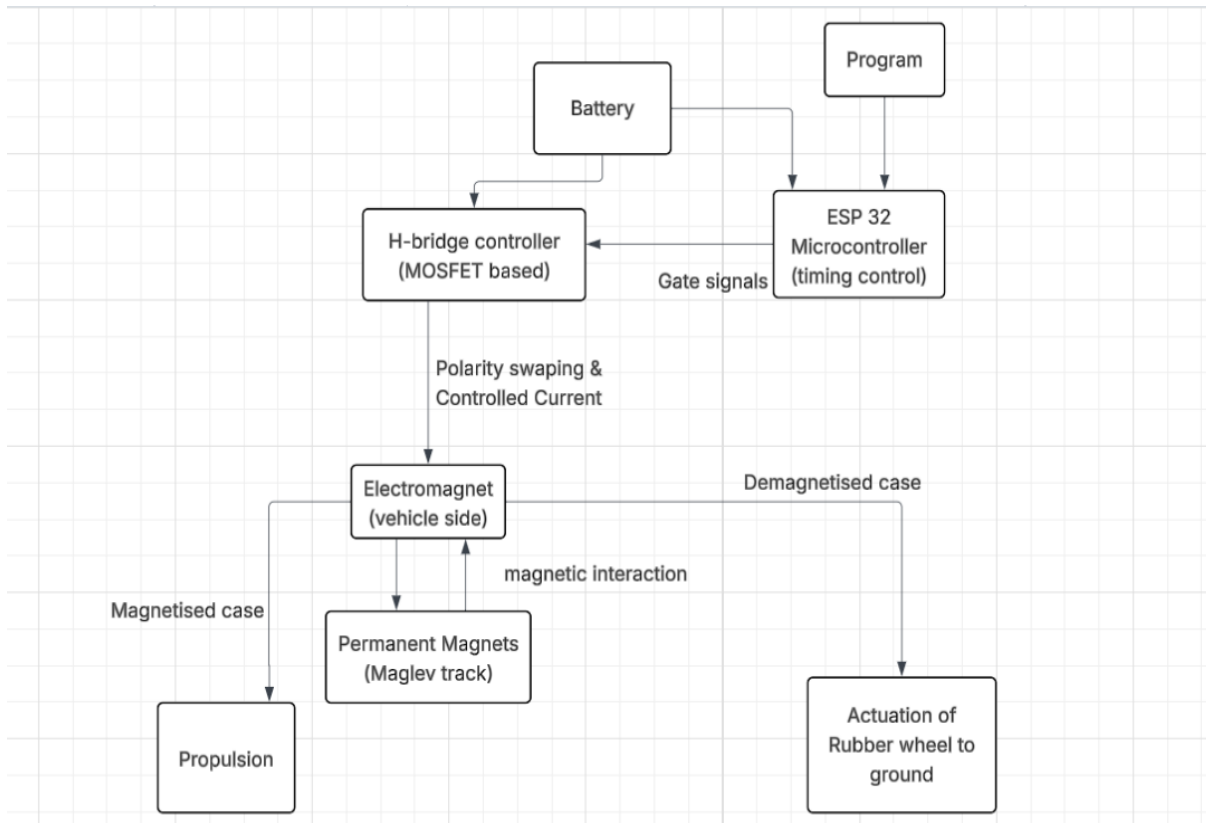 Program
Battery
ESP 32
Microcontroller
(timing control)
H-bridge controller
(MOSFET based)
Gate signals
Polarity swaping &
Controlled Current
Electromagnet
(vehicle side)
Demagnetised case
magnetic interaction
Magnetised case
Permanent Magnets
(Maglev track)
Propulsion
Actuation of
Rubber wheel to
ground